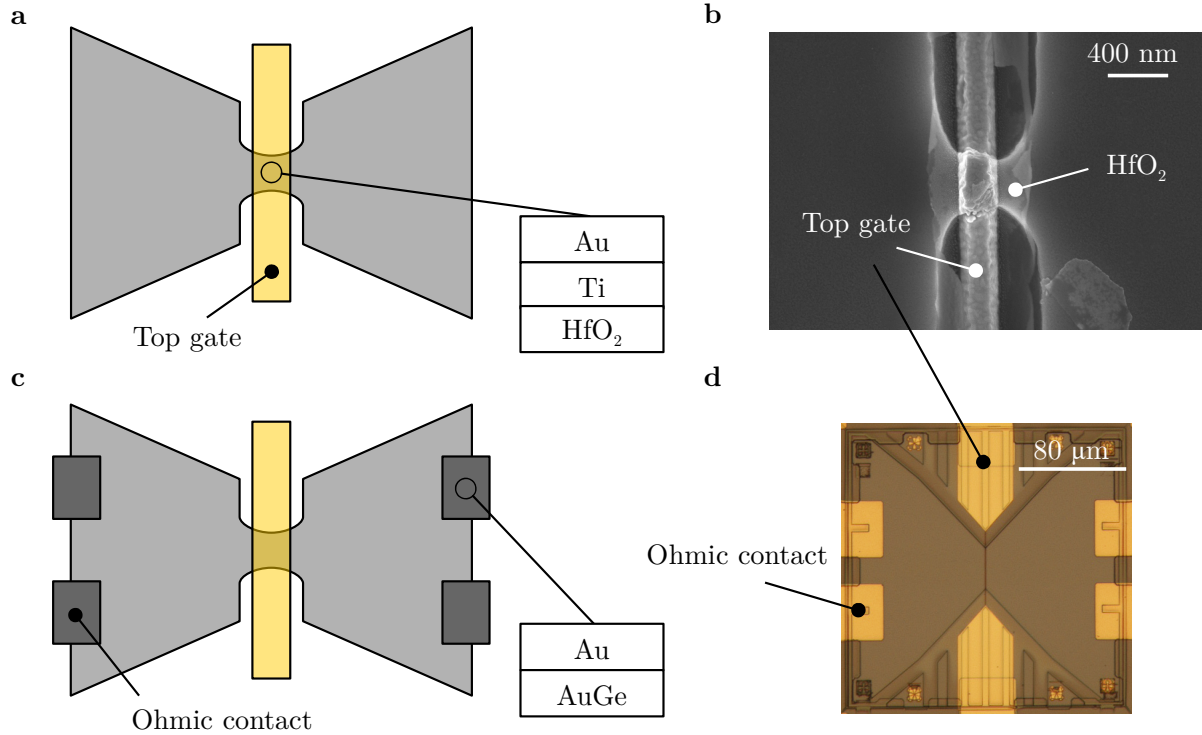 a
Au
Ti
HfO₂
Top gate
b
400 nm
HfO₂
Top gate
c
Au
AuGe
Ohmic contact
d
80 µm
Ohmic contact